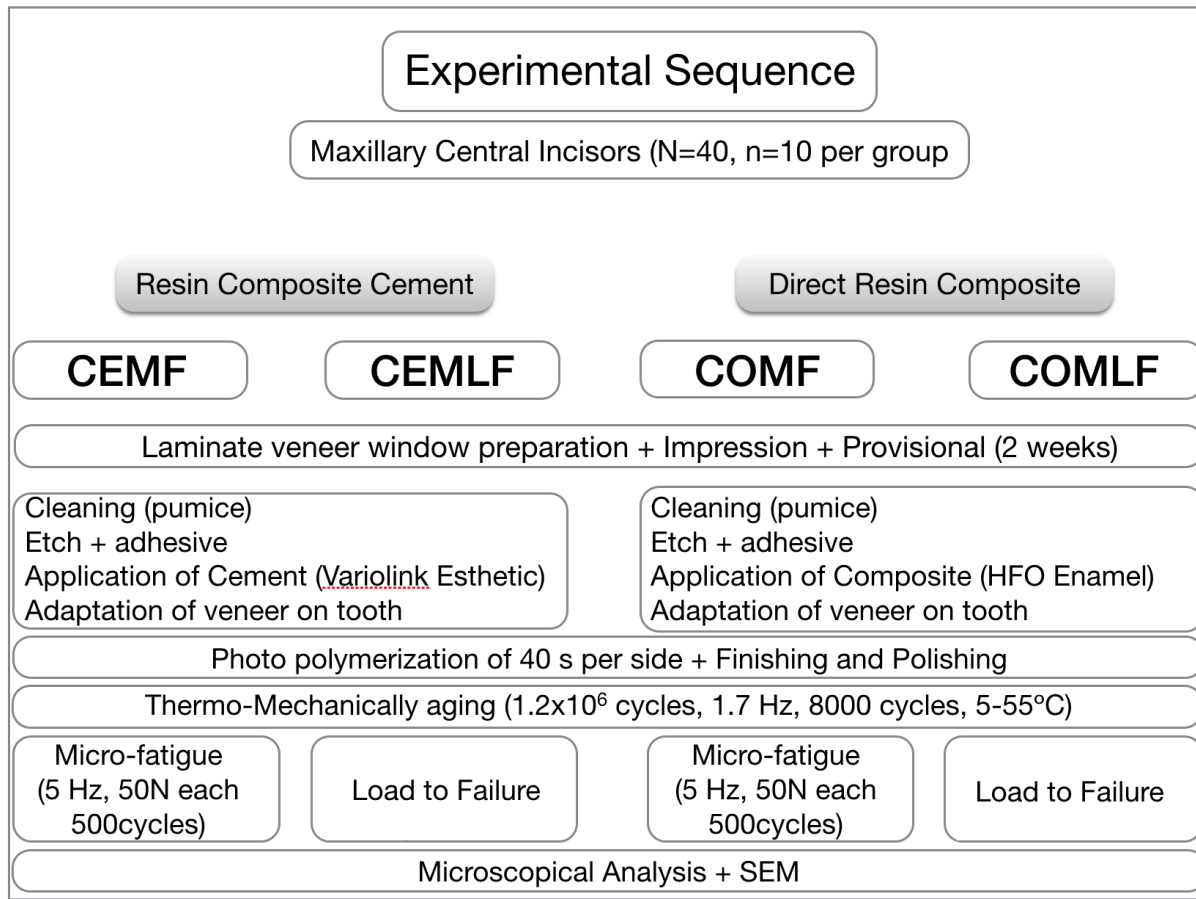 Experimental Sequence
Maxillary Central Incisors (N=40, n=10 per group
Resin Composite Cement
Direct Resin Composite
CEMF
CEMLF
COMF
COMLF
Laminate veneer window preparation + Impression + Provisional (2 weeks)
Cleaning (pumice)
Etch + adhesive
Application of Cement (Variolink Esthetic)
Adaptation of veneer on tooth
Cleaning (pumice)
Etch + adhesive
Application of Composite (HFO Enamel)
Adaptation of veneer on tooth
Photo polymerization of 40 s per side + Finishing and Polishing
Thermo-Mechanically aging (1.2x10⁶ cycles, 1.7 Hz, 8000 cycles, 5-55ºC)
Micro-fatigue
(5 Hz, 50N each
500cycles)
Load to Failure
Micro-fatigue
(5 Hz, 50N each
500cycles)
Load to Failure
Microscopical Analysis + SEM